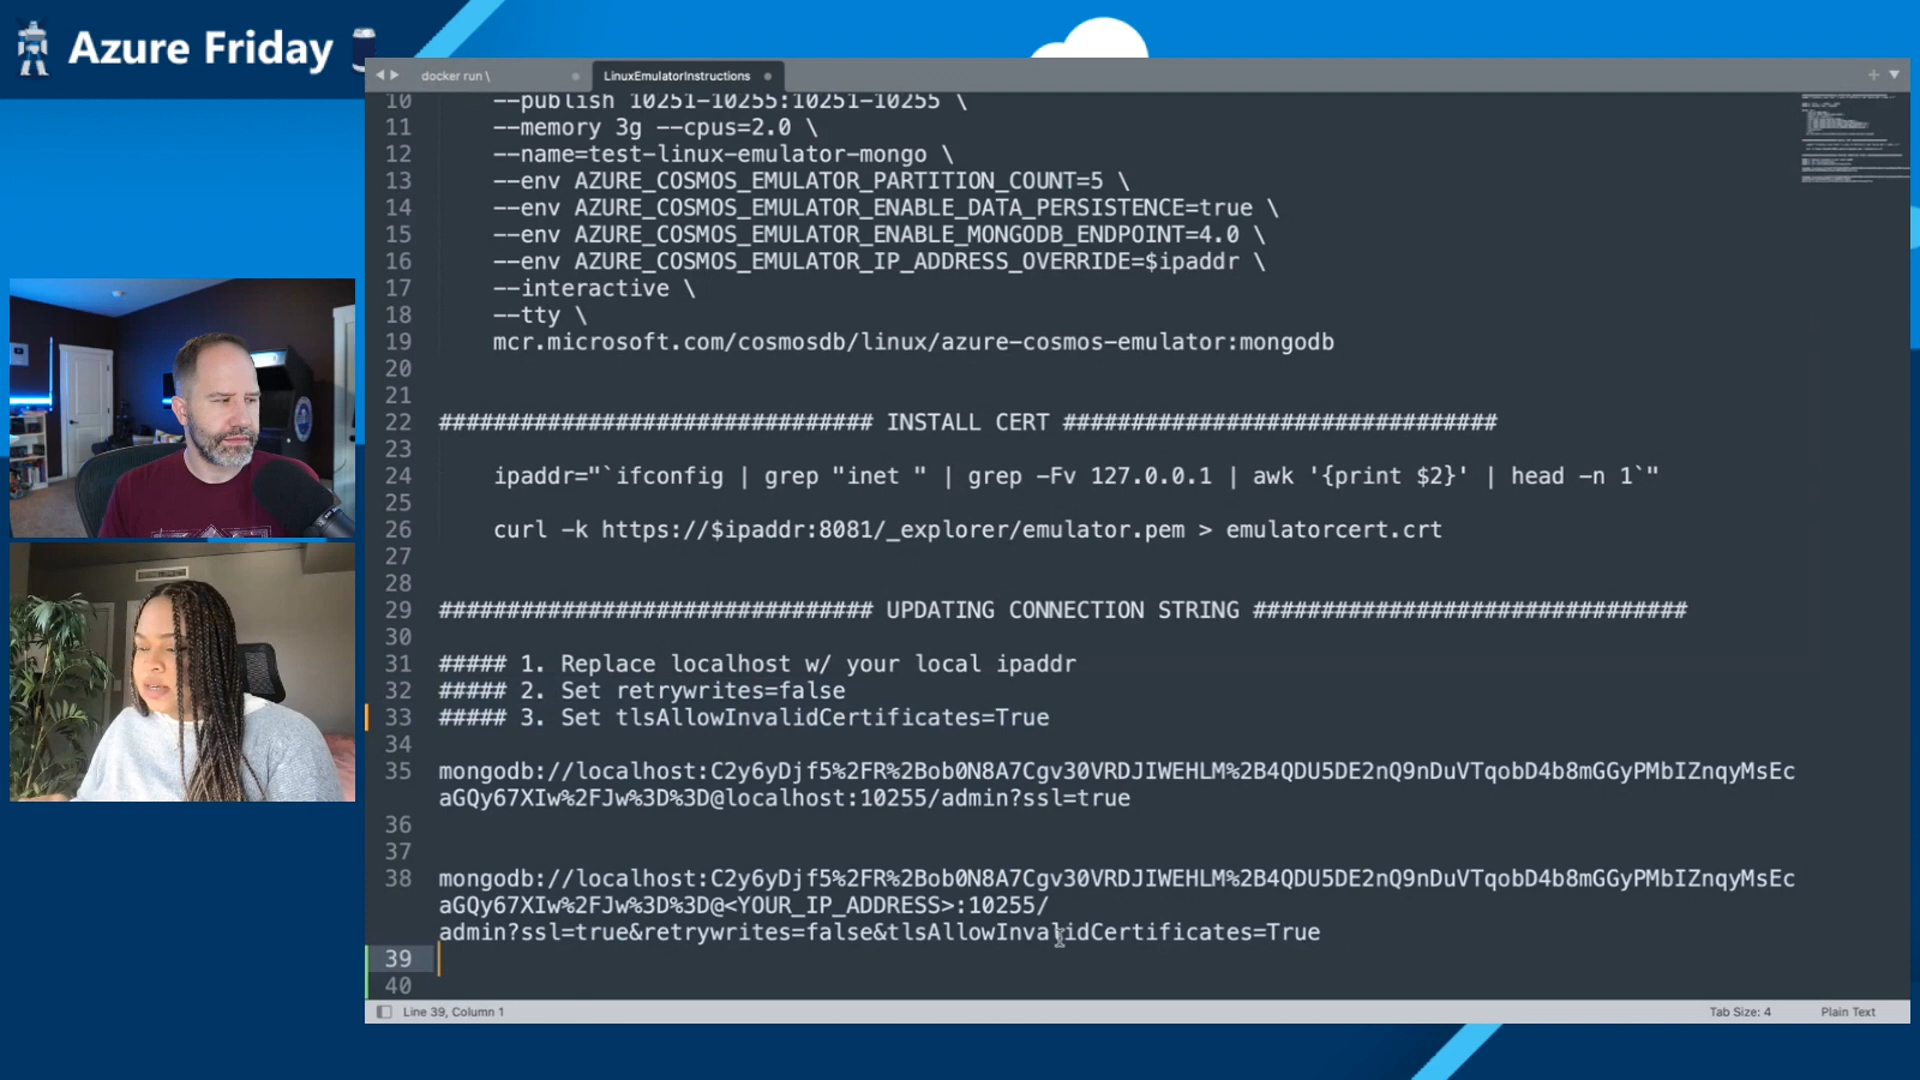 Azure Friday
docker run \
LinuxEmulatorInstructions
10 --publish 10251-10255:10251-10255 \
11 --memory 3g --cpus=2.0 \
12 --name=test-linux-emulator-mongo \
13 --env AZURE_COSMOS_EMULATOR_PARTITION_COUNT=5 \
14 --env AZURE_COSMOS_EMULATOR_ENABLE_DATA_PERSISTENCE=true \
15 --env AZURE_COSMOS_EMULATOR_ENABLE_MONGODB_ENDPOINT=4.0 \
16 --env AZURE_COSMOS_EMULATOR_IP_ADDRESS_OVERRIDE=$ipaddr \
17 --interactive \
18 --tty \
19 mcr.microsoft.com/cosmosdb/linux/azure-cosmos-emulator:mongodb
20
21
22 ################################ INSTALL CERT ################################
23
24 ipaddr="`ifconfig | grep "inet " | grep -Fv 127.0.0.1 | awk '{print $2}' | head -n 1`"
25
26 curl -k https://$ipaddr:8081/_explorer/emulator.pem > emulatorcert.crt
27
28
29 ################################ UPDATING CONNECTION STRING ################################
30
31 ##### 1. Replace localhost w/ your local ipaddr
32 ##### 2. Set retrywrites=false
33 ##### 3. Set tlsAllowInvalidCertificates=True
34
35 mongodb://localhost:C2y6yDjf5%2FR%2Bob0N8A7Cgv30VRDJIWEHLM%2B4QDU5DE2nQ9nDuVTqobD4b8mGGyPMbIZnqyMsEc
aGQy67XIw%2FJw%3D%3D@localhost:10255/admin?ssl=true
36
37
38 mongodb://localhost:C2y6yDjf5%2FR%2Bob0N8A7Cgv30VRDJIWEHLM%2B4QDU5DE2nQ9nDuVTqobD4b8mGGyPMbIZnqyMsEc
aGQy67XIw%2FJw%3D%3D@<YOUR_IP_ADDRESS>:10255/
admin?ssl=true&retrywrites=false&tlsAllowInvalidCertificates=True
39
40
Line 39, Column 1
Tab Size: 4
Plain Text